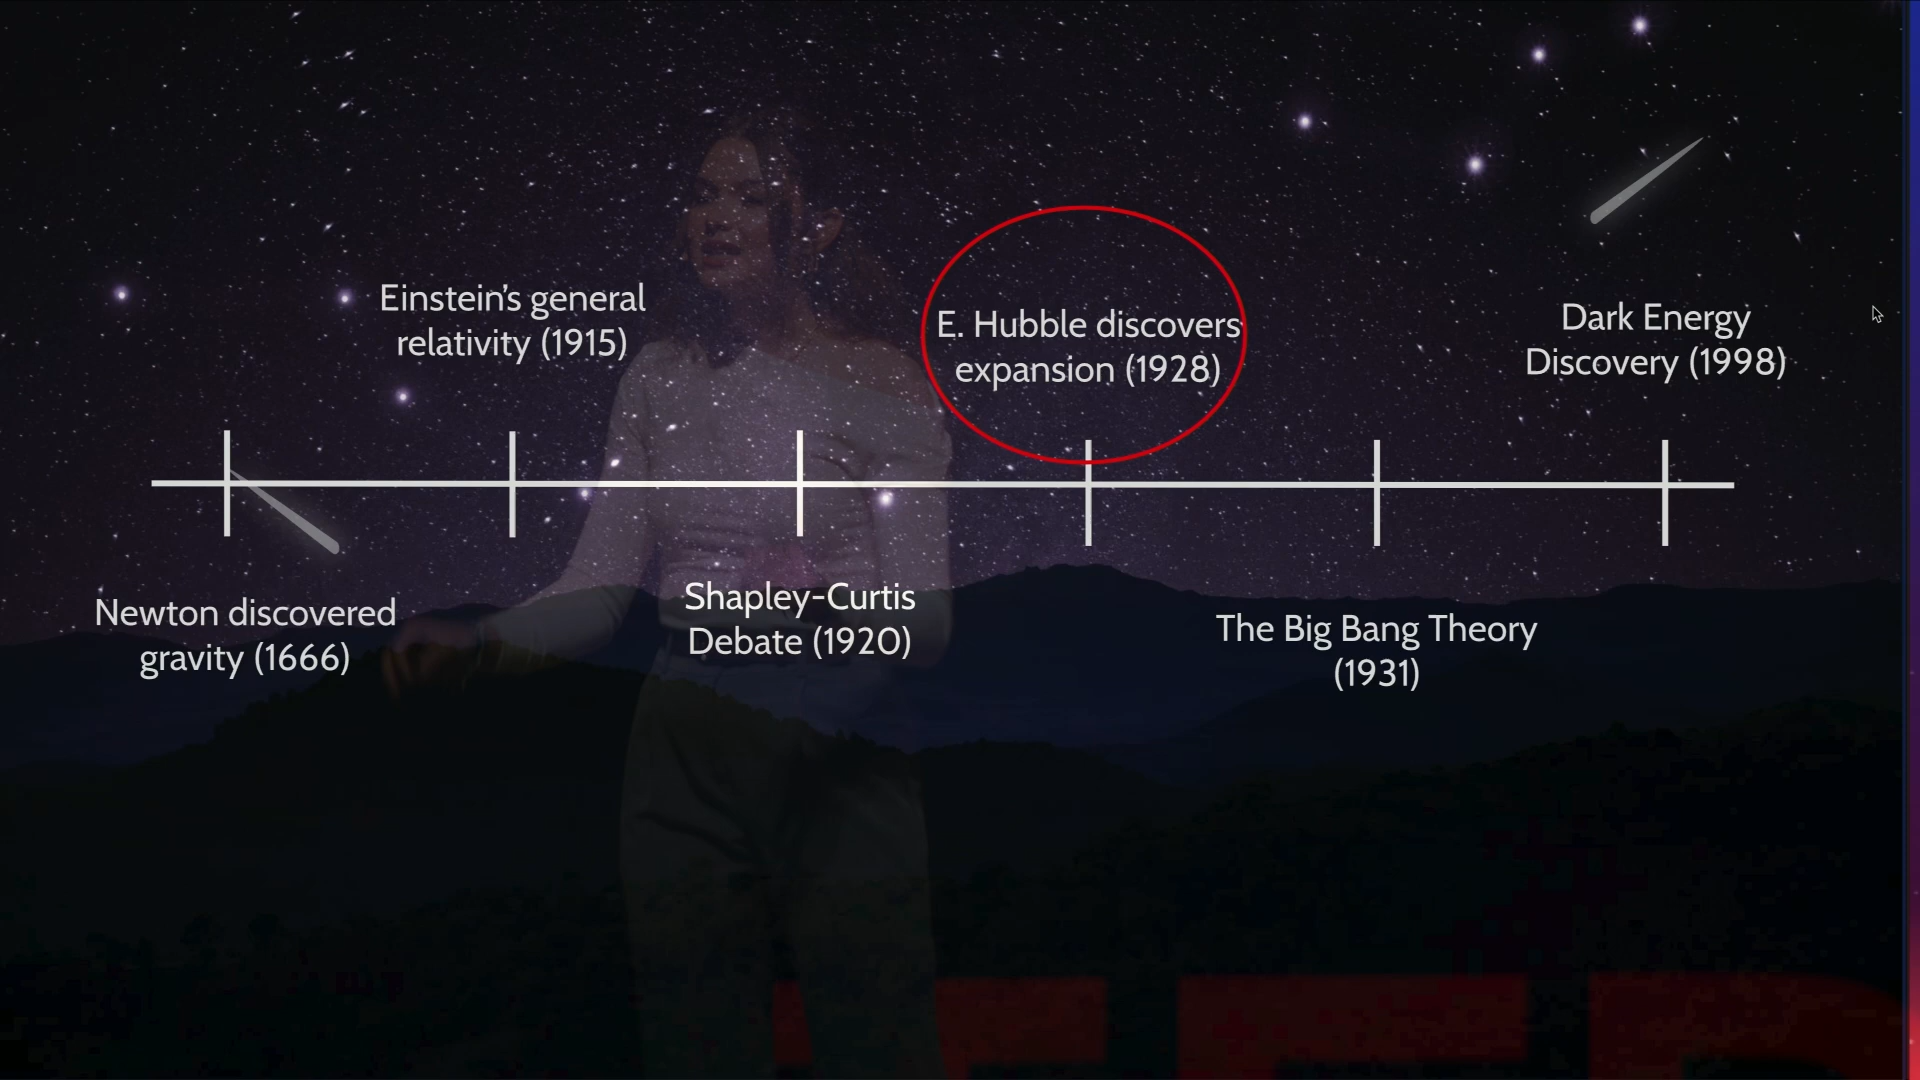 Einstein's general
relativity (1915)
E. Hubble discovers
expansion (1928)
Dark Energy
Discovery (1998)
Newton discovered
gravity (1666)
Shapley-Curtis
Debate (1920)
The Big Bang Theory
(1931)